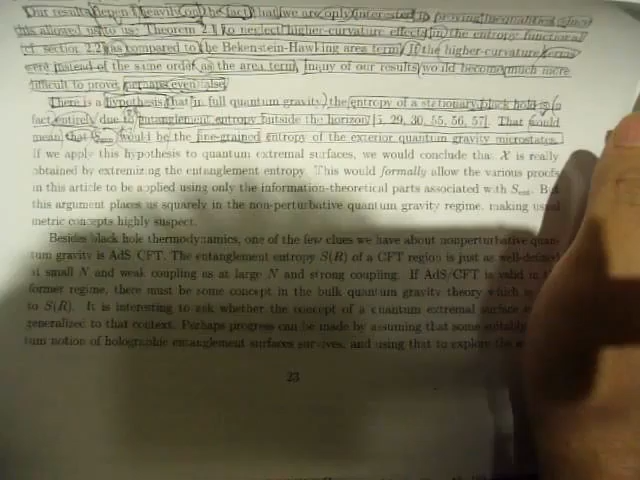 Our results depend heavily on the fact that we are only interested in proving inequalities, since
this allowed us to use Theorem 2.1 to neglect higher-curvature effects in the entropy functional
of section 2.2 as compared to the Bekenstein-Hawking area term. If the higher-curvature terms
were instead of the same order as the area term, many of our results would become much more
difficult to prove, perhaps even false.
There is a hypothesis that in full quantum gravity, the entropy of a stationary black hole is in
fact entirely due to entanglement entropy outside the horizon [5, 29, 30, 55, 56, 57]. That would
mean that would be the fine-grained entropy of the exterior quantum gravity microstates.
If we apply this hypothesis to quantum extremal surfaces, we would conclude that X is really
obtained by extremizing the entanglement entropy. This would formally allow the various proofs
in this article to be applied using only the information-theoretical parts associated with S_ent. But
this argument places us squarely in the non-perturbative quantum gravity regime, making usual
metric concepts highly suspect.
Besides black hole thermodynamics, one of the few clues we have about nonperturbative quan-
tum gravity is AdS/CFT. The entanglement entropy S(R) of a CFT region is just as well-defined
at small N and weak coupling as at large N and strong coupling. If AdS/CFT is valid in the
former regime, there must be some concept in the bulk quantum gravity theory which
to S(R). It is interesting to ask whether the concept of a quantum extremal surface
generalized to that context. Perhaps progress can be made by assuming that some suitably
tum notion of holographic entanglement surfaces survives, and using that to explore the
23